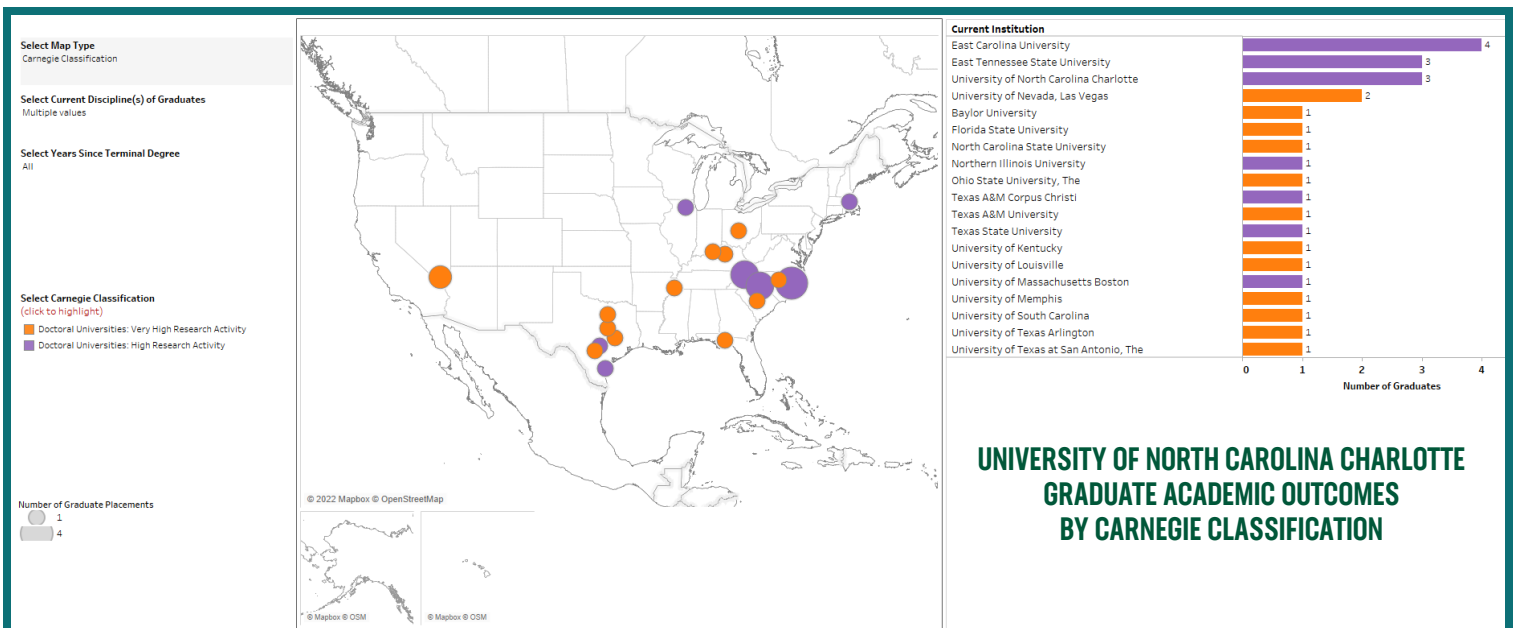 Select Map Type
Carnegie Classification
Select Current Discipline(s) of Graduates
Multiple values
Select Years Since Terminal Degree
All
Select Carnegie Classification
(click to highlight)
Doctoral Universities: Very High Research Activity
Doctoral Universities: High Research Activity
Number of Graduate Placements
1
4
© 2022 Mapbox © OpenStreetMap
© Mapbox © OSM
© Mapbox © OSM
Current Institution
East Carolina University 4
East Tennessee State University 3
University of North Carolina Charlotte 3
University of Nevada, Las Vegas 2
Baylor University 1
Florida State University 1
North Carolina State University 1
Northern Illinois University 1
Ohio State University, The 1
Texas A&M Corpus Christi 1
Texas A&M University 1
Texas State University 1
University of Kentucky 1
University of Louisville 1
University of Massachusetts Boston 1
University of Memphis 1
University of South Carolina 1
University of Texas Arlington 1
University of Texas at San Antonio, The 1
0 1 2 3 4
Number of Graduates
UNIVERSITY OF NORTH CAROLINA CHARLOTTE
GRADUATE ACADEMIC OUTCOMES
BY CARNEGIE CLASSIFICATION